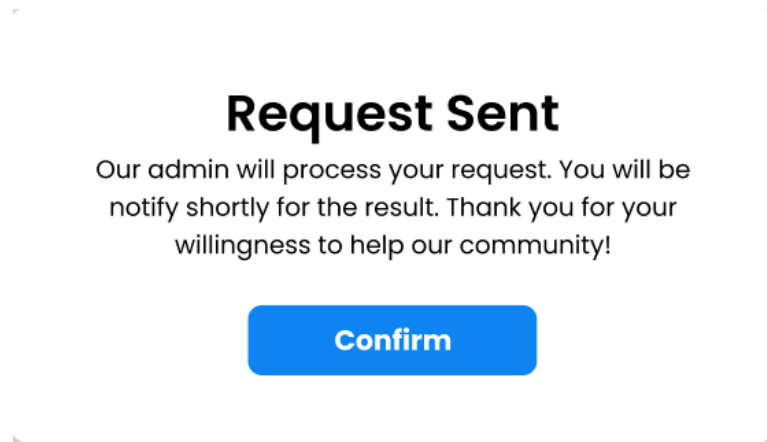 Request Sent
Our admin will process your request. You will be
notify shortly for the result. Thank you for your
willingness to help our community!
Confirm